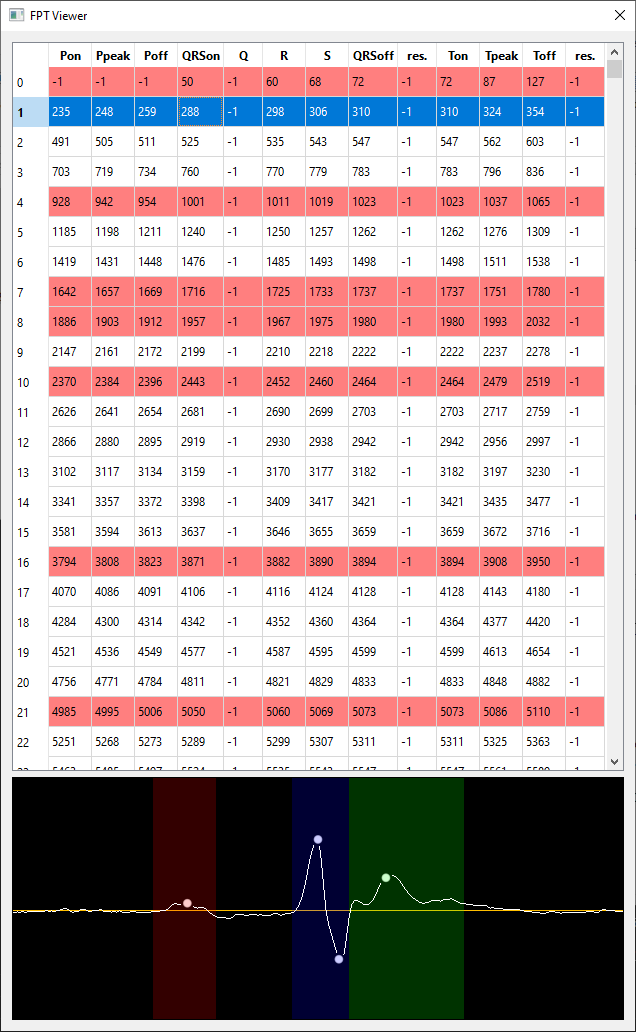 FPT Viewer
Pon Ppeak Poff QRSon Q R S QRSoff res. Ton Tpeak Toff res.
0 -1 -1 -1 50 -1 60 68 72 -1 72 87 127 -1
1 235 248 259 288 -1 298 306 310 -1 310 324 354 -1
2 491 505 511 525 -1 535 543 547 -1 547 562 603 -1
3 703 719 734 760 -1 770 779 783 -1 783 796 836 -1
4 928 942 954 1001 -1 1011 1019 1023 -1 1023 1037 1065 -1
5 1185 1198 1211 1240 -1 1250 1257 1262 -1 1262 1276 1309 -1
6 1419 1431 1448 1476 -1 1485 1493 1498 -1 1498 1511 1538 -1
7 1642 1657 1669 1716 -1 1725 1733 1737 -1 1737 1751 1780 -1
8 1886 1903 1912 1957 -1 1967 1975 1980 -1 1980 1993 2032 -1
9 2147 2161 2172 2199 -1 2210 2218 2222 -1 2222 2237 2278 -1
10 2370 2384 2396 2443 -1 2452 2460 2464 -1 2464 2479 2519 -1
11 2626 2641 2654 2681 -1 2690 2699 2703 -1 2703 2717 2759 -1
12 2866 2880 2895 2919 -1 2930 2938 2942 -1 2942 2956 2997 -1
13 3102 3117 3134 3159 -1 3170 3177 3182 -1 3182 3197 3230 -1
14 3341 3357 3372 3398 -1 3409 3417 3421 -1 3421 3435 3477 -1
15 3581 3594 3613 3637 -1 3646 3655 3659 -1 3659 3672 3716 -1
16 3794 3808 3823 3871 -1 3882 3890 3894 -1 3894 3908 3950 -1
17 4070 4086 4091 4106 -1 4116 4124 4128 -1 4128 4143 4180 -1
18 4284 4300 4314 4342 -1 4352 4360 4364 -1 4364 4377 4420 -1
19 4521 4536 4549 4577 -1 4587 4595 4599 -1 4599 4613 4654 -1
20 4756 4771 4784 4811 -1 4821 4829 4833 -1 4833 4848 4882 -1
21 4985 4995 5006 5050 -1 5060 5069 5073 -1 5073 5086 5110 -1
22 5251 5268 5273 5289 -1 5299 5307 5311 -1 5311 5325 5363 -1